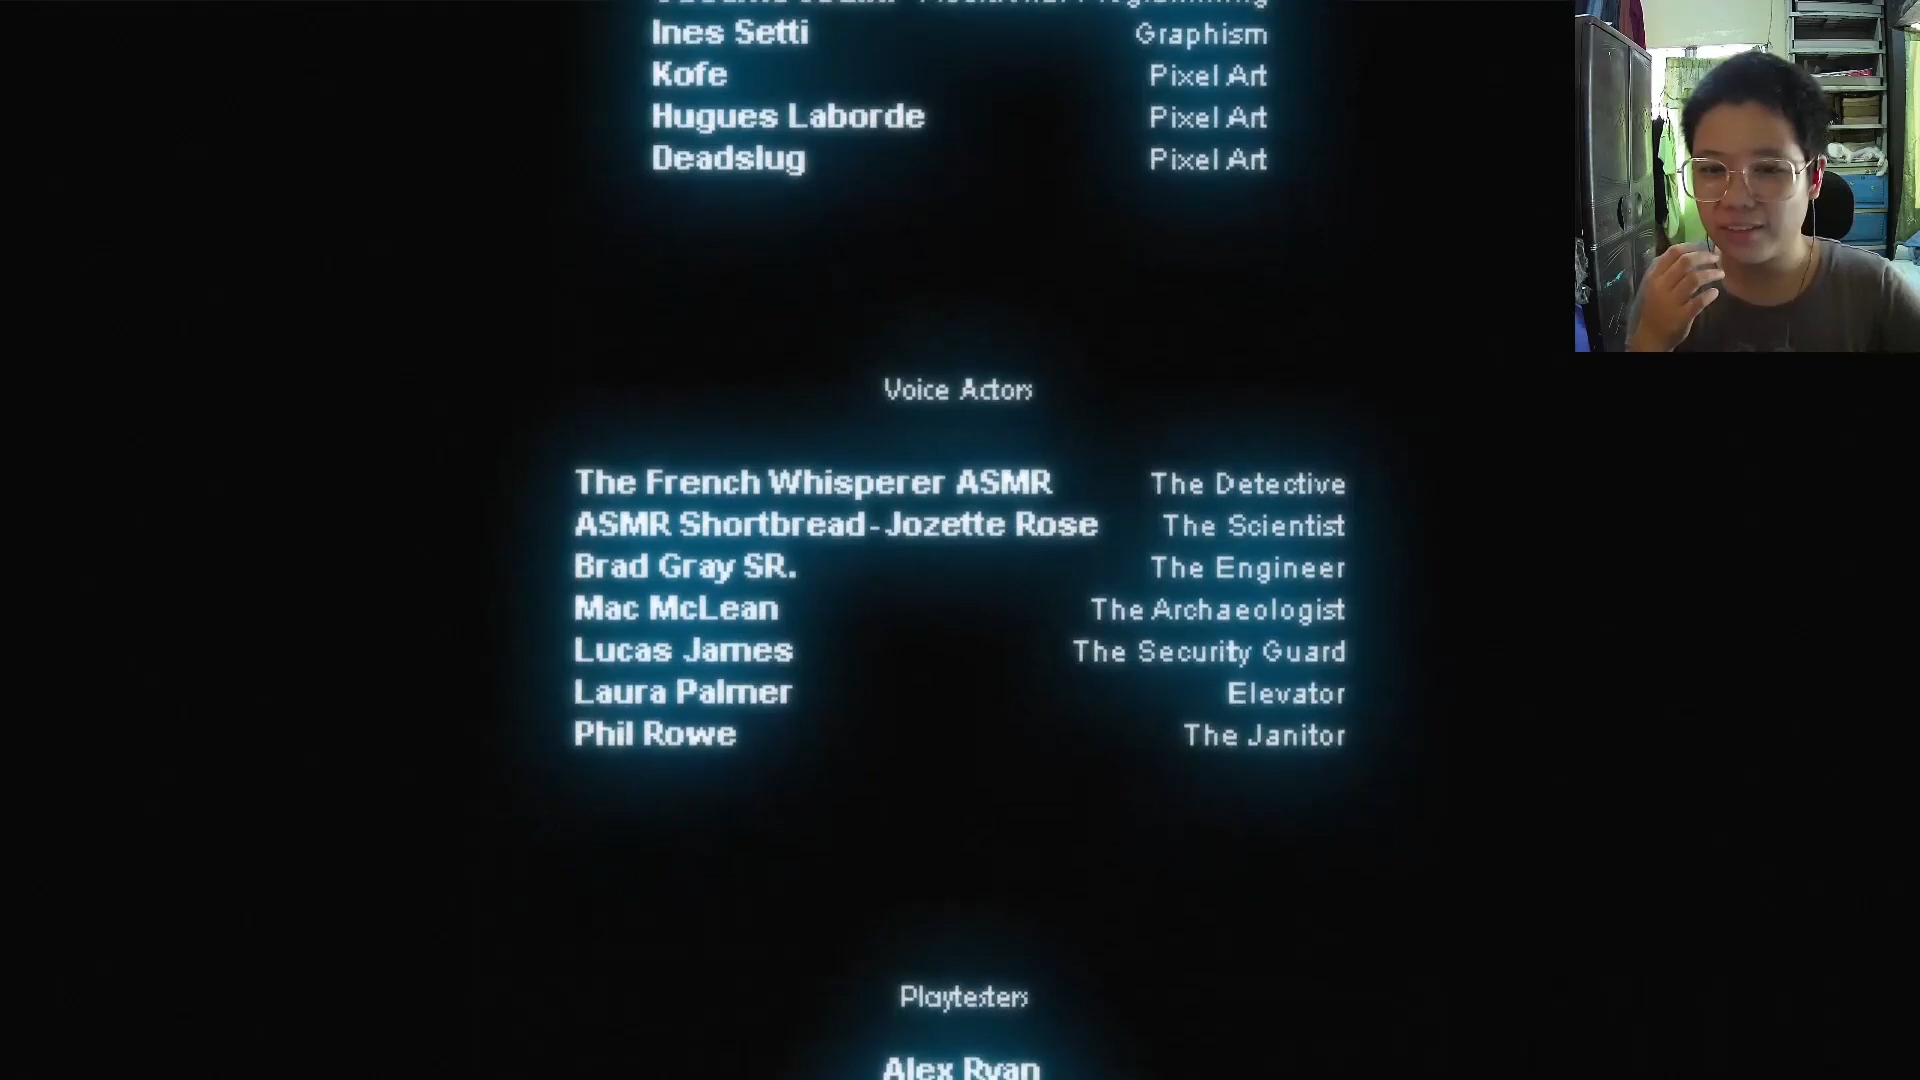 Ines Setti Graphism
Kofe Pixel Art
Hugues Laborde Pixel Art
Deadslug Pixel Art
Voice Actors
The French Whisperer ASMR The Detective
ASMR Shortbread - Jozette Rose The Scientist
Brad Gray SR. The Engineer
Mac McLean The Archaeologist
Lucas James The Security Guard
Laura Palmer Elevator
Phil Rowe The Janitor
Playtesters
Alex Ryan